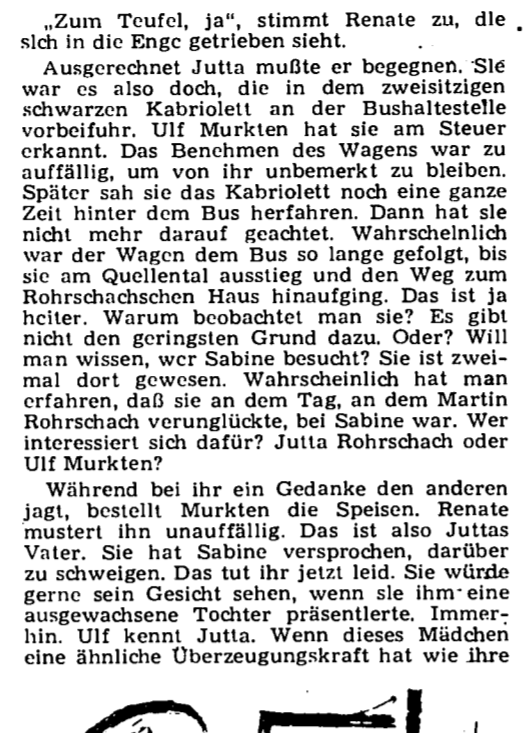 „Zum Teufel, ja“, stimmt Renate zu, die
sich in die Enge getrieben sieht.
Ausgerechnet Jutta mußte er begegnen. Sie
war es also doch, die in dem zweisitzigen
schwarzen Kabriolett an der Bushaltestelle
vorbeifuhr. Ulf Murkten hat sie am Steuer
erkannt. Das Benehmen des Wagens war zu
auffällig, um von ihr unbemerkt zu bleiben.
Später sah sie das Kabriolett noch eine ganze
Zeit hinter dem Bus herfahren. Dann hat sie
nicht mehr darauf geachtet. Wahrscheinlich
war der Wagen dem Bus so lange gefolgt, bis
sie am Quellental ausstieg und den Weg zum
Rohrschachschen Haus hinaufging. Das ist ja
heiter. Warum beobachtet man sie? Es gibt
nicht den geringsten Grund dazu. Oder? Will
man wissen, wer Sabine besucht? Sie ist zwei-
mal dort gewesen. Wahrscheinlich hat man
erfahren, daß sie an dem Tag, an dem Martin
Rohrschach verunglückte, bei Sabine war. Wer
interessiert sich dafür? Jutta Rohrschach oder
Ulf Murkten?
Während bei ihr ein Gedanke den anderen
jagt, bestellt Murkten die Speisen. Renate
mustert ihn unauffällig. Das ist also Juttas
Vater. Sie hat Sabine versprochen, darüber
zu schweigen. Das tut ihr jetzt leid. Sie würde
gerne sein Gesicht sehen, wenn sie ihm eine
ausgewachsene Tochter präsentierte. Immer-
hin. Ulf kennt Jutta. Wenn dieses Mädchen
eine ähnliche Überzeugungskraft hat wie ihre